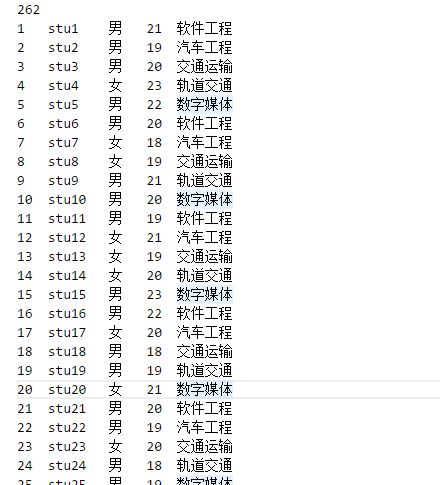 262
1 stu1 男 21 软件工程
2 stu2 男 19 汽车工程
3 stu3 男 20 交通运输
4 stu4 女 23 轨道交通
5 stu5 男 22 数字媒体
6 stu6 男 20 软件工程
7 stu7 女 18 汽车工程
8 stu8 女 19 交通运输
9 stu9 男 21 轨道交通
10 stu10 男 20 数字媒体
11 stu11 男 19 软件工程
12 stu12 女 21 汽车工程
13 stu13 女 19 交通运输
14 stu14 女 20 轨道交通
15 stu15 男 23 数字媒体
16 stu16 男 22 软件工程
17 stu17 女 20 汽车工程
18 stu18 男 18 交通运输
19 stu19 男 19 轨道交通
20 stu20 女 21 数字媒体
21 stu21 男 20 软件工程
22 stu22 男 19 汽车工程
23 stu23 女 20 交通运输
24 stu24 男 18 轨道交通
25 stu25 男 19 数字媒体